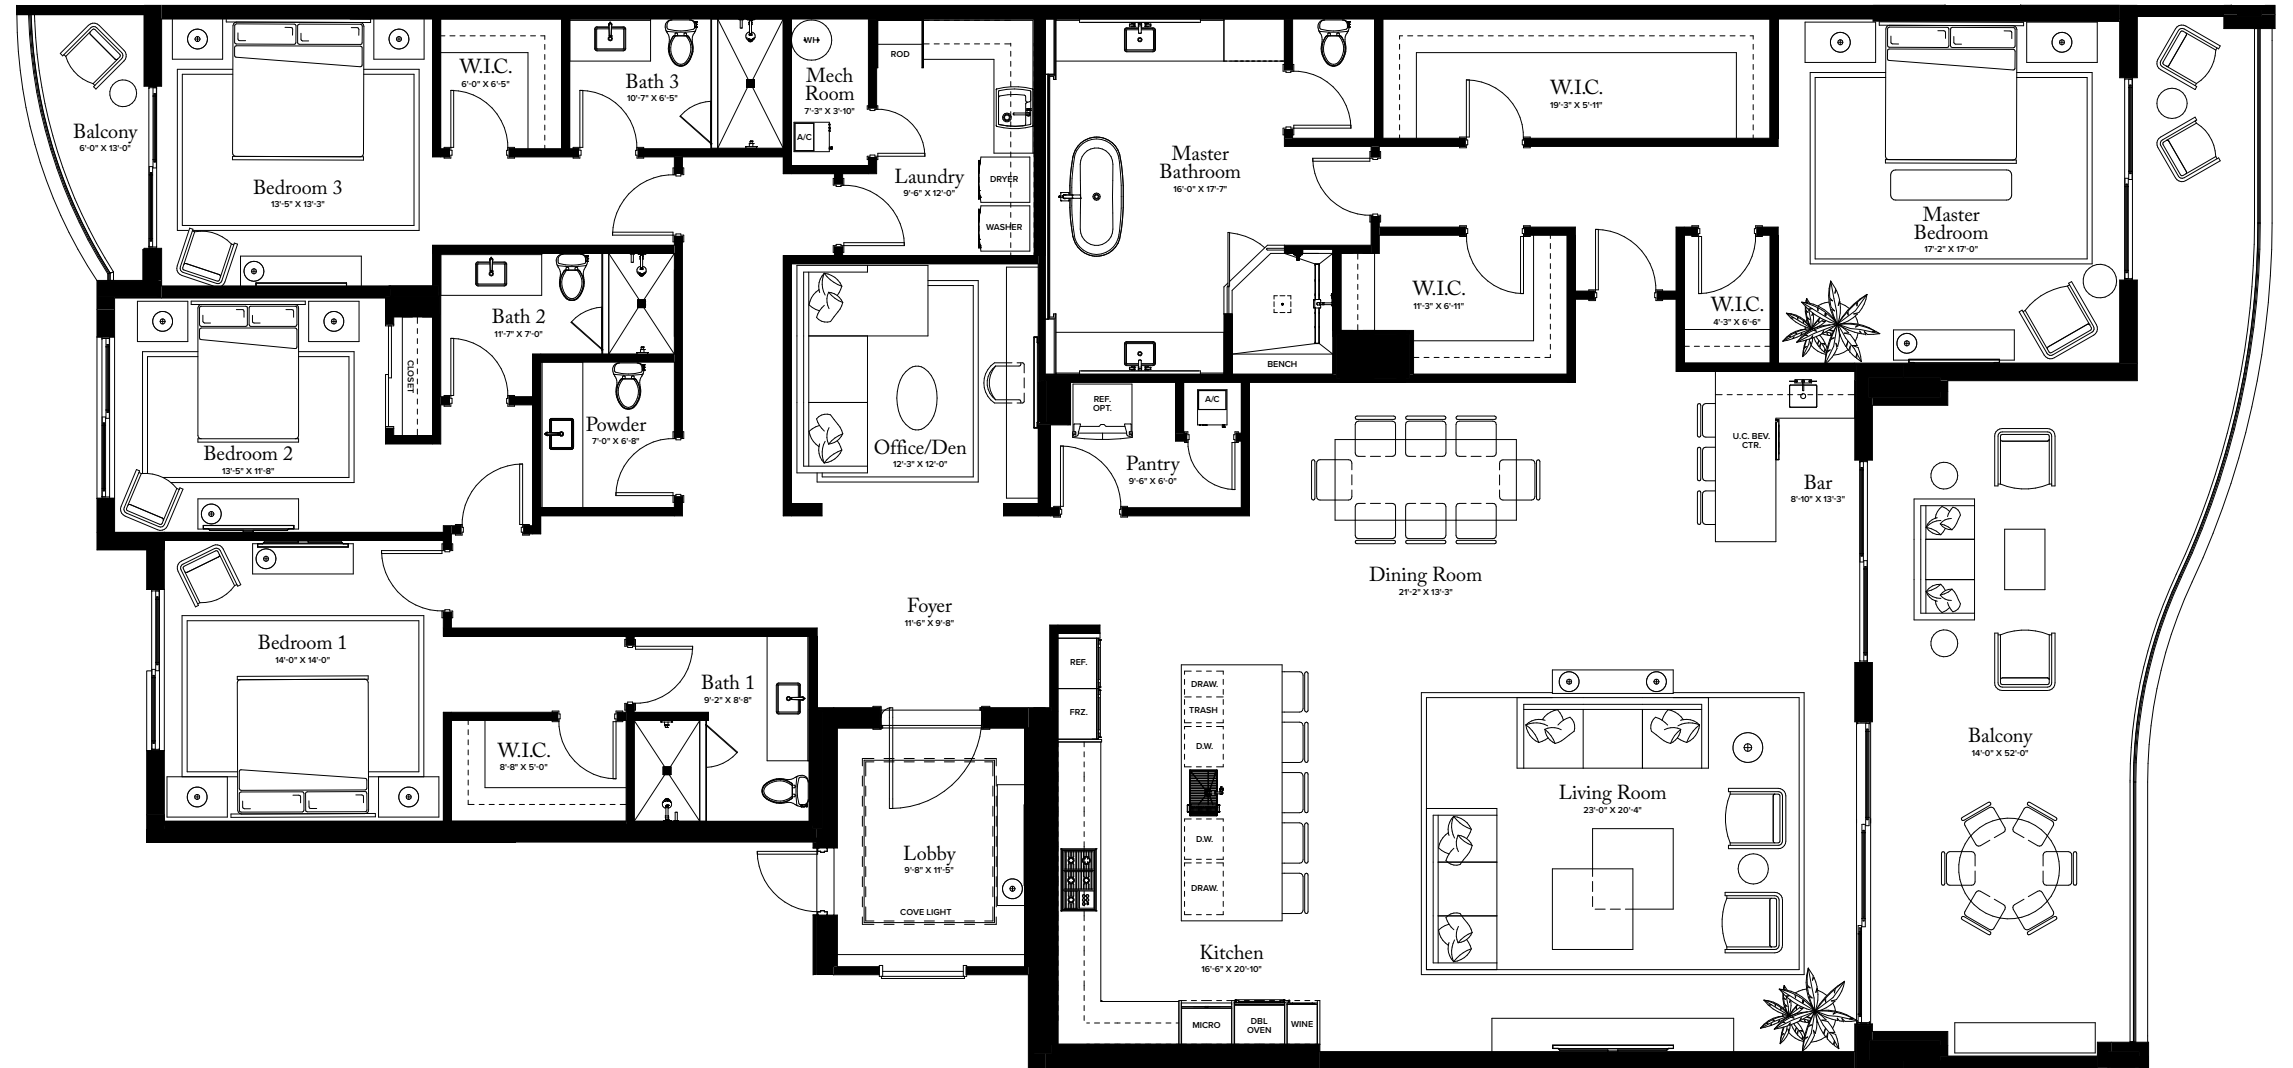 Balcony
6'-0" X 13'-0"
Bedroom 3
13'-5" X 13'-3"
W.I.C.
6'-0" X 6'-5"
Bath 3
10'-7" X 6'-5"
WH
Mech
Room
7'-3" X 3'-10"
A/C
ROD
Laundry
9'-6" X 12'-0"
DRYER
WASHER
Master
Bathroom
16'-0" X 17'-7"
W.I.C.
19'-3" X 5'-11"
Master
Bedroom
17'-2" X 17'-0"
W.I.C.
11'-3" X 6'-11"
W.I.C.
4'-3" X 6'-6"
BENCH
Bath 2
11'-7" X 7'-0"
CLOSET
Bedroom 2
13'-5" X 11'-8"
Powder
7'-0" X 6'-8"
Office/Den
12'-3" X 12'-0"
REF.
OPT.
A/C
Pantry
9'-6" X 6'-0"
U.C. BEV.
CTR.
Bar
8'-10" X 13'-3"
Dining Room
21'-2" X 13'-3"
Foyer
11'-6" X 9'-8"
Bedroom 1
14'-0" X 14'-0"
Bath 1
9'-2" X 8'-8"
W.I.C.
8'-8" X 5'-0"
REF.
FRZ.
DRAW.
TRASH
D.W.
D.W.
DRAW.
Balcony
14'-0" X 52'-0"
Living Room
23'-0" X 20'-4"
Lobby
9'-8" X 11'-5"
COVE LIGHT
Kitchen
16'-6" X 20'-10"
MICRO
DBL
OVEN
WINE